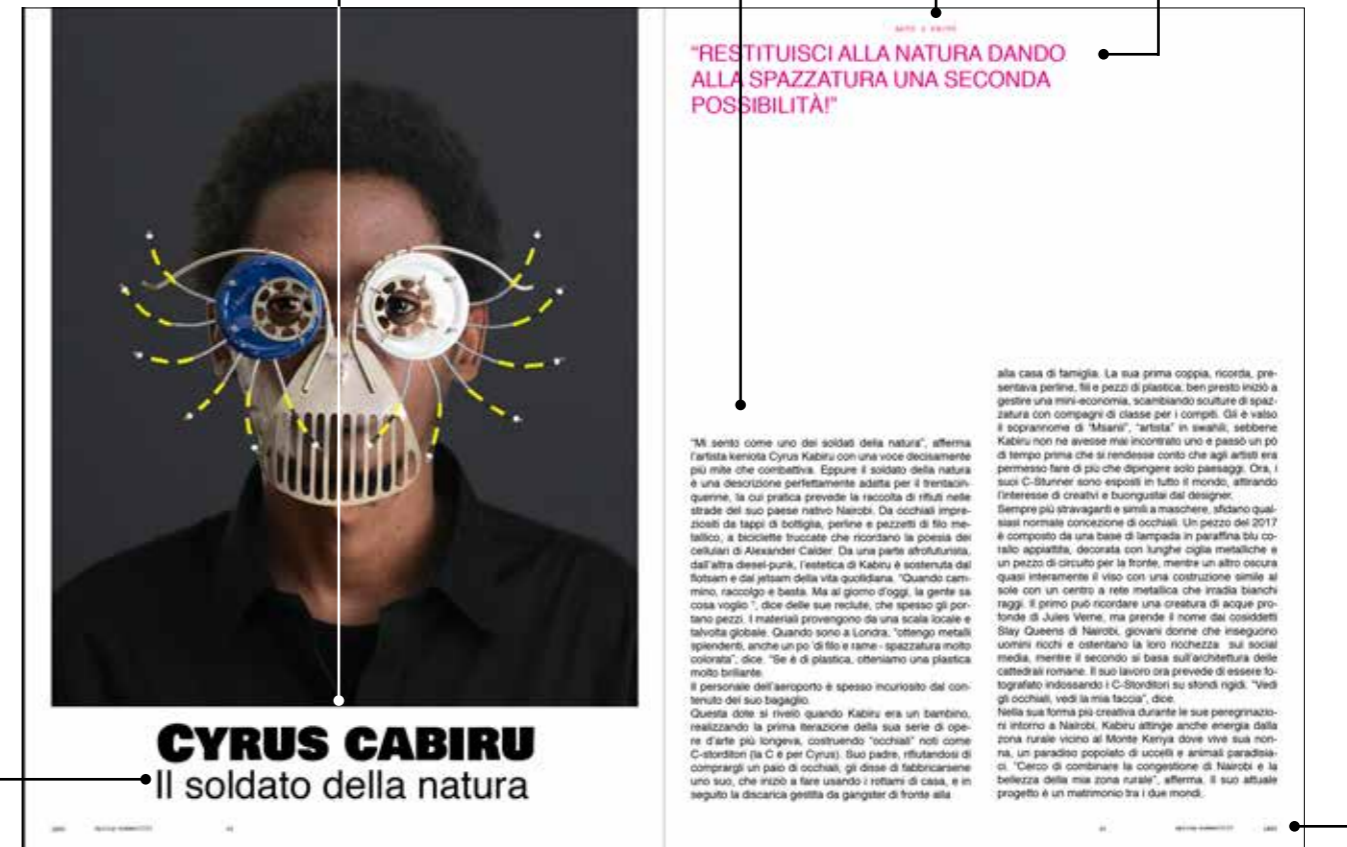 CYRUS CABIRU
Il soldato della natura
"RESTITUISCI ALLA NATURA DANDO
ALLA SPAZZATURA UNA SECONDA
POSSIBILITÀ!"
"Mi sento come uno dei soldati della natura", afferma
l'artista keniota Cyrus Kabiru con una voce decisamente
più mite che combattiva. Eppure il soldato della natura
è una descrizione perfettamente adatta per il trentacin-
quenne, la cui pratica prevede la raccolta di rifiuti nelle
strade del suo paese nativo Nairobi. Da occhiali impre-
ziositi da tappi di bottiglia, perline e pezzetti di filo me-
tallico, a biciclette truccate che ricordano la poesia dei
cellulari di Alexander Calder. Da una parte afrofuturista,
dall'altra diesel-punk, l'estetica di Kabiru è sostenuta dal
flotsam e dal jetsam della vita quotidiana. "Quando cam-
mino, raccolgo e basta. Ma al giorno d'oggi, la gente sa
cosa voglio ", dice delle sue reclute, che spesso gli por-
tano pezzi. I materiali provengono da una scala locale e
talvolta globale. Quando sono a Londra, "ottengo metalli
splendenti, anche un po 'di filo e rame - spazzatura molto
colorata", dice. "Se è di plastica, otteniamo una plastica
molto brillante.
Il personale dell'aeroporto è spesso incuriosito dal con-
tenuto del suo bagaglio.
Questa dote si rivelò quando Kabiru era un bambino,
realizzando la prima iterazione della sua serie di ope-
re d'arte più longeva, costruendo "occhiali" noti come
C-storditori (la C è per Cyrus). Suo padre, rifiutandosi di
comprargli un paio di occhiali, gli disse di fabbricarsene
uno suo, che iniziò a fare usando i rottami di casa, e in
seguito la discarica gestita da gangster di fronte alla
alla casa di famiglia. La sua prima coppia, ricorda, pre-
sentava perline, fili e pezzi di plastica; ben presto iniziò a
gestire una mini-economia, scambiando sculture di spaz-
zatura con compagni di classe per i compiti. Gli è valso
il soprannome di "Msanii", "artista" in swahili, sebbene
Kabiru non ne avesse mai incontrato uno e passò un pò
di tempo prima che si rendesse conto che agli artisti era
permesso fare di più che dipingere solo paesaggi. Ora, i
suoi C-Stunner sono esposti in tutto il mondo, attirando
l'interesse di creativi e buongustai dal designer.
Sempre più stravaganti e simili a maschere, sfidano qual-
siasi normale concezione di occhiali. Un pezzo del 2017
è composto da una base di lampada in paraffina blu co-
rallo appiattita, decorata con lunghe ciglia metalliche e
un pezzo di circuito per la fronte, mentre un altro oscura
quasi interamente il viso con una costruzione simile al
sole con un centro a rete metallica che irradia bianchi
raggi. Il primo può ricordare una creatura di acque pro-
fonde di Jules Verne, ma prende il nome dai cosiddetti
Slay Queens di Nairobi, giovani donne che inseguono
uomini ricchi e ostentano la loro ricchezza sui social
media, mentre il secondo si basa sull'architettura delle
cattedrali romane. Il suo lavoro ora prevede di essere fo-
tografato indossando i C-Storditori su sfondi rigidi. "Vedi
gli occhiali, vedi la mia faccia", dice.
Nella sua forma più creativa durante le sue peregrinazio-
ni intorno a Nairobi, Kabiru attinge anche energia dalla
zona rurale vicino al Monte Kenya dove vive sua non-
na, un paradiso popolato di uccelli e animali paradisia-
ci. "Cerco di combinare la congestione di Nairobi e la
bellezza della mia zona rurale", afferma. Il suo attuale
progetto è un matrimonio tra i due mondi.